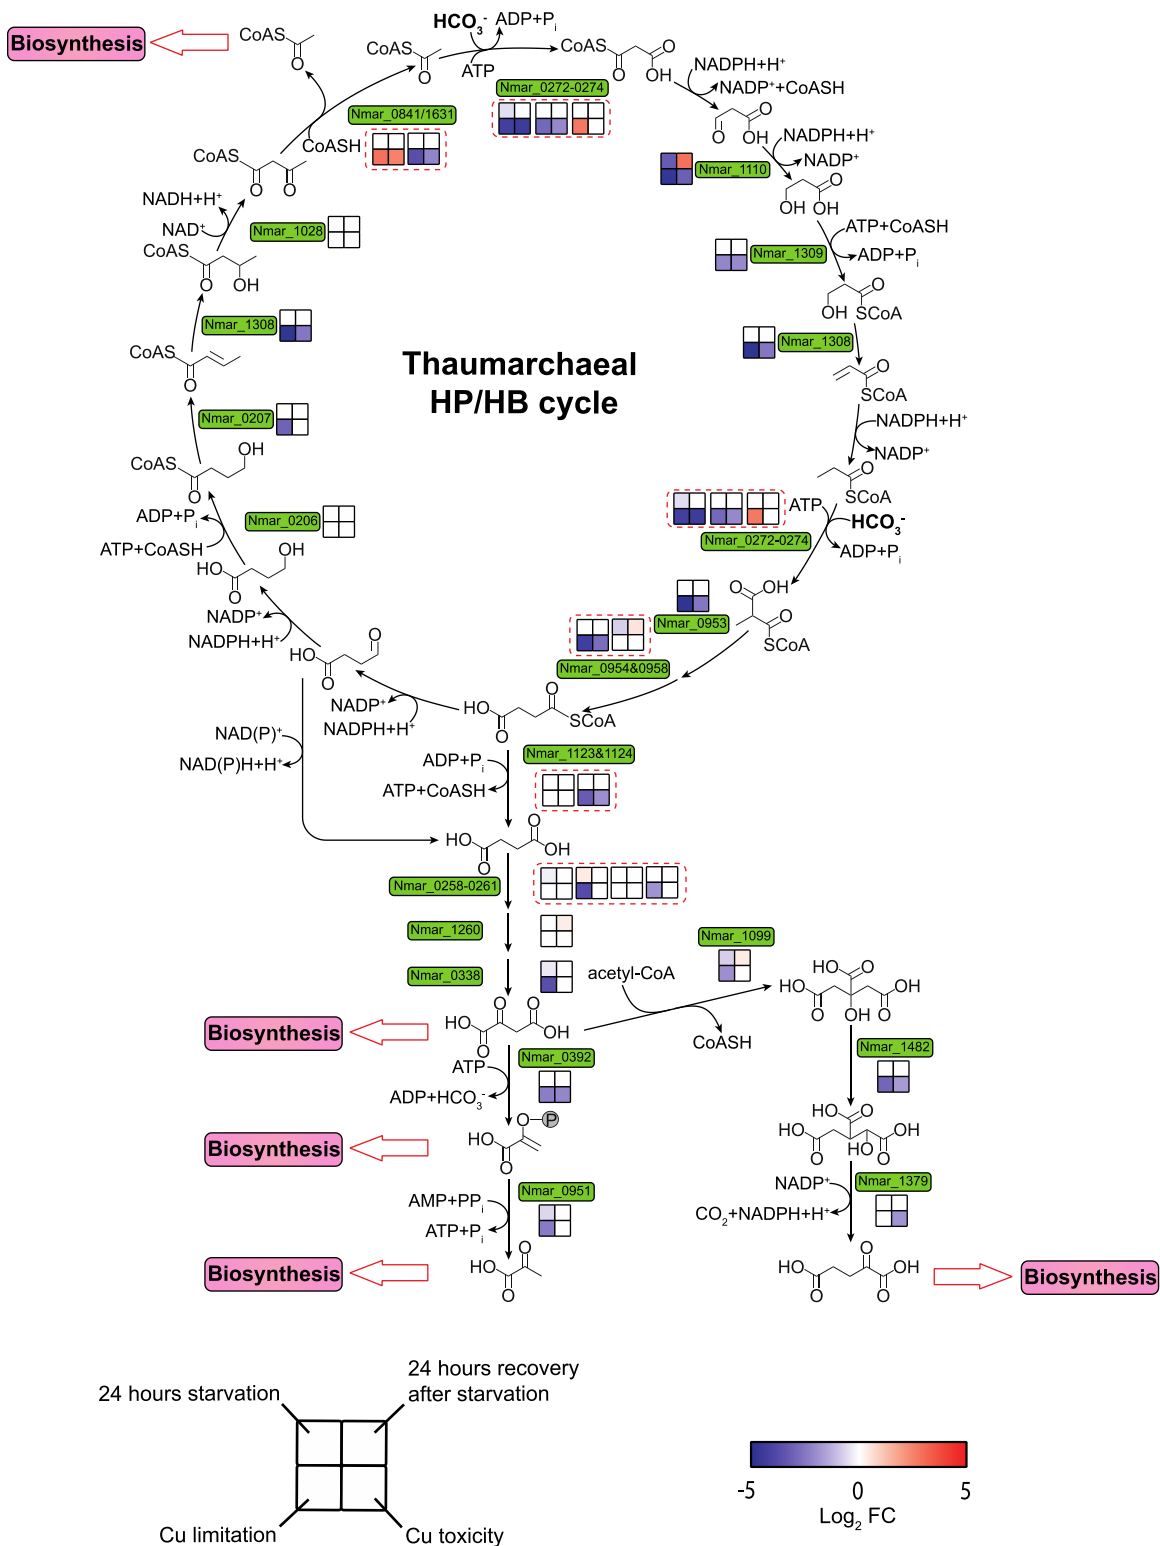 HCO3- ADP+Pi
Biosynthesis
CoAS
O
CoAS
O
ATP
CoAS
O
O
OH
NADPH+H+
NADP++CoASH
Nmar_0272-0274
Nmar_0841/1631
CoASH
O
O
OH
NADPH+H+
NADP+
Nmar_1110
CoAS
O
O
NADH+H+
NAD+
Nmar_1028
O
OH
OH
ATP+CoASH
ADP+Pi
Nmar_1309
CoAS
O
OH
O
OH
SCoA
Nmar_1308
Nmar_1308
CoAS
O
Thaumarchaeal
HP/HB cycle
O
SCoA
NADPH+H+
NADP+
Nmar_0207
OH
CoAS
O
O
SCoA
ATP
HCO3-
ADP+Pi
Nmar_0272-0274
ADP+Pi
Nmar_0206
ATP+CoASH
OH
HO
O
OH
O
O
SCoA
Nmar_0953
Nmar_0954&0958
NADP+
NADPH+H+
O
HO
O
NADP+
NADPH+H+
O
HO
SCoA
O
NAD(P)+
NAD(P)H+H+
Nmar_1123&1124
ADP+Pi
ATP+CoASH
O
HO
OH
O
Nmar_0258-0261
Nmar_1260
Nmar_0338
Nmar_1099
acetyl-CoA
CoASH
HO
O
HO
OH
O
OH
O
Biosynthesis
O
O
HO
OH
O
Nmar_0392
ATP
ADP+HCO3-
Nmar_1482
Biosynthesis
O
P
HO
O
HO
O
HO
OH
O
HO
O
Nmar_0951
AMP+PPi
ATP+Pi
NADP+
CO2+NADPH+H+
Nmar_1379
Biosynthesis
O
HO
O
O
HO
OH
O
O
Biosynthesis
24 hours starvation
24 hours recovery
after starvation
Cu limitation
Cu toxicity
-5
0
5
Log2 FC